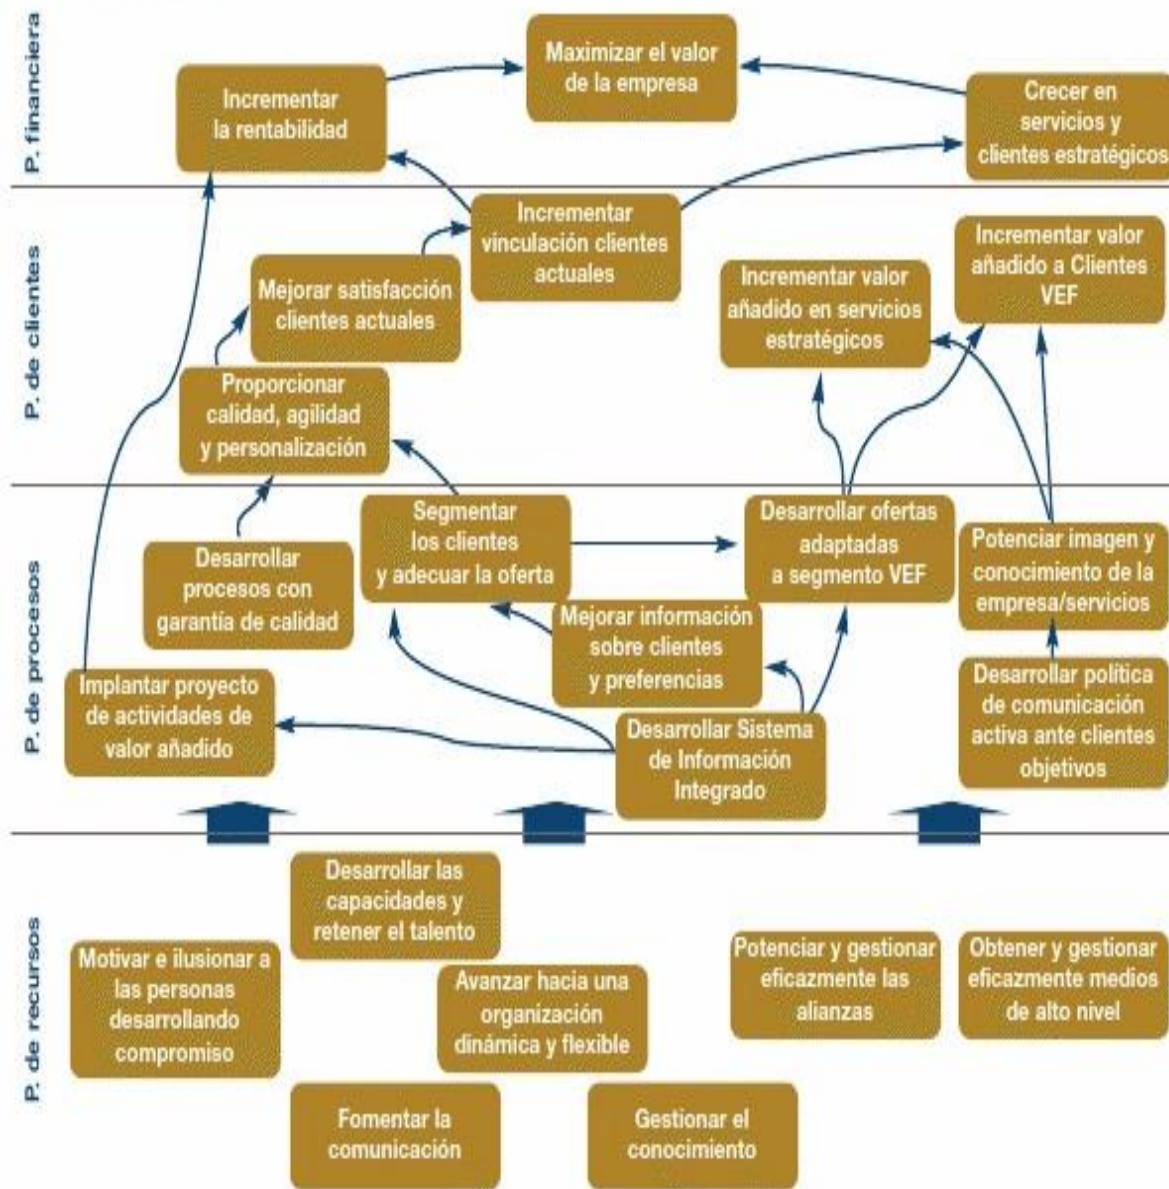 P. financiera
Maximizar el valor
de la empresa
Incrementar
la rentabilidad
Crecer en
servicios y
clientes estratégicos
P. de clientes
Incrementar
vinculación clientes
actuales
Mejorar satisfacción
clientes actuales
Incrementar valor
añadido en servicios
estratégicos
Incrementar valor
añadido a Clientes
VEF
Proporcionar
calidad, agilidad
y personalización
P. de procesos
Segmentar
los clientes
y adecuar la oferta
Desarrollar ofertas
adaptadas
a segmento VEF
Potenciar imagen y
conocimiento de la
empresa/servicios
Desarrollar
procesos con
garantía de calidad
Mejorar información
sobre clientes
y preferencias
Implantar proyecto
de actividades de
valor añadido
Desarrollar Sistema
de Información
Integrado
Desarrollar política
de comunicación
activa ante clientes
objetivos
P. de recursos
Desarrollar las
capacidades y
retener el talento
Motivar e ilusionar a
las personas
desarrollando
compromiso
Avanzar hacia una
organización
dinámica y flexible
Potenciar y gestionar
eficazmente las
alianzas
Obtener y gestionar
eficazmente medios
de alto nivel
Fomentar la
comunicación
Gestionar el
conocimiento